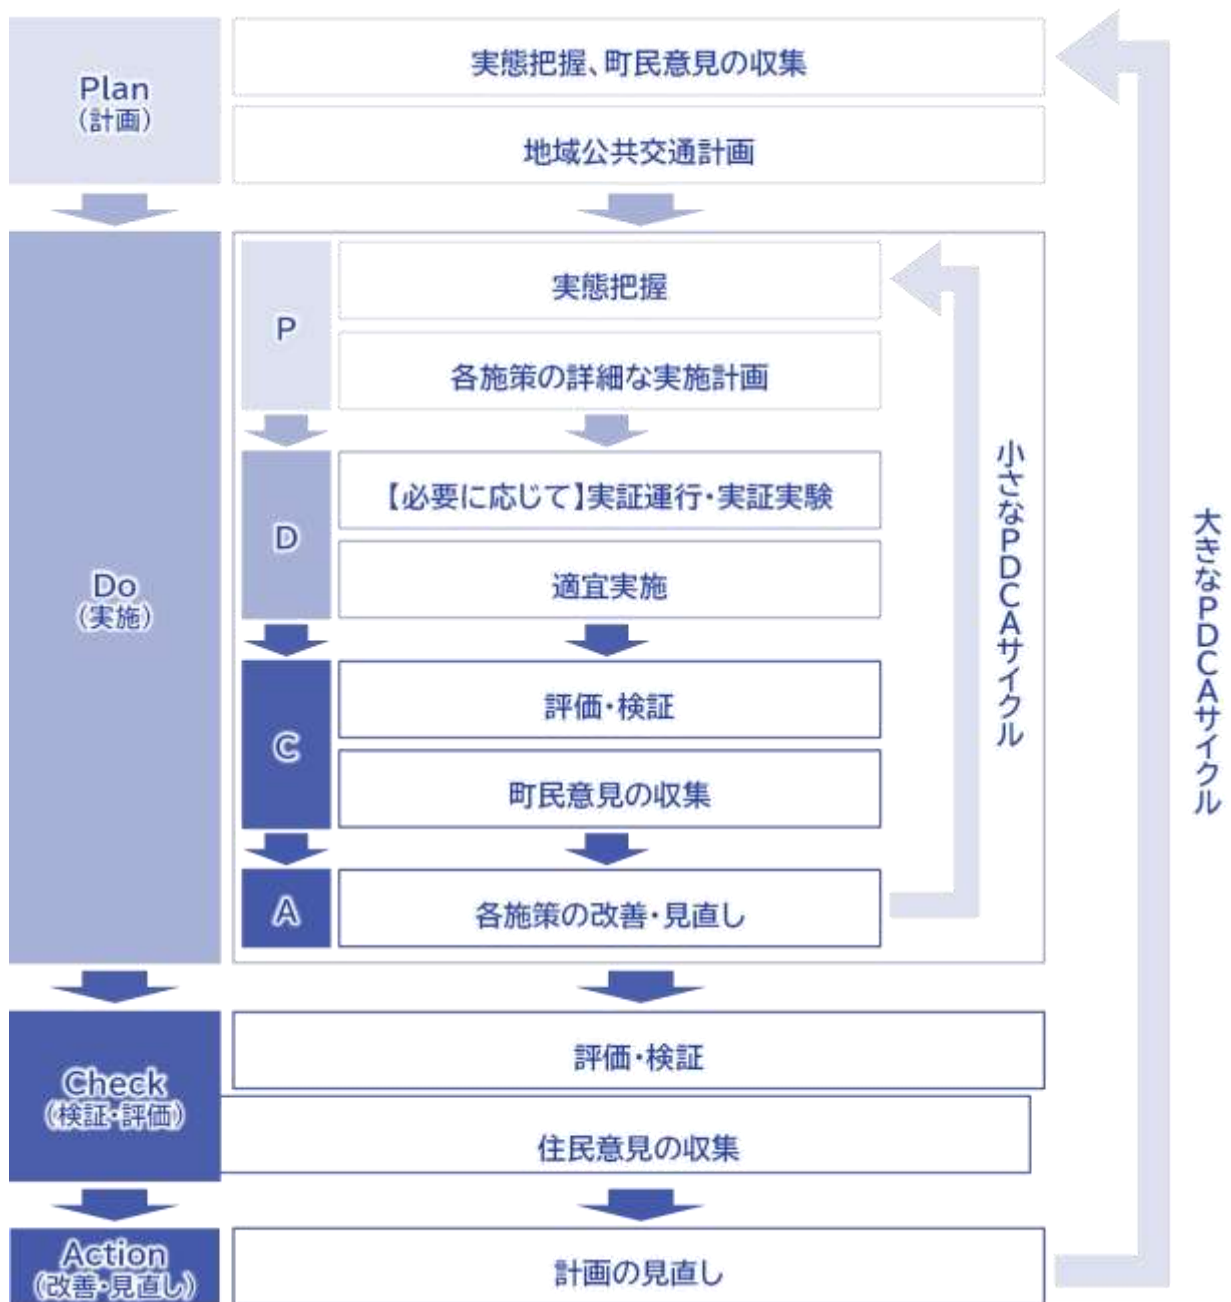 Plan
(計画)
実態把握、町民意見の収集
地域公共交通計画
Do
(実施)
P
実態把握
各施策の詳細な実施計画
D
【必要に応じて】実証運行・実証実験
適宜実施
C
評価・検証
町民意見の収集
A
各施策の改善・見直し
小さなPDCAサイクル
大きなPDCAサイクル
Check
(検証・評価)
評価・検証
住民意見の収集
Action
(改善・見直し)
計画の見直し